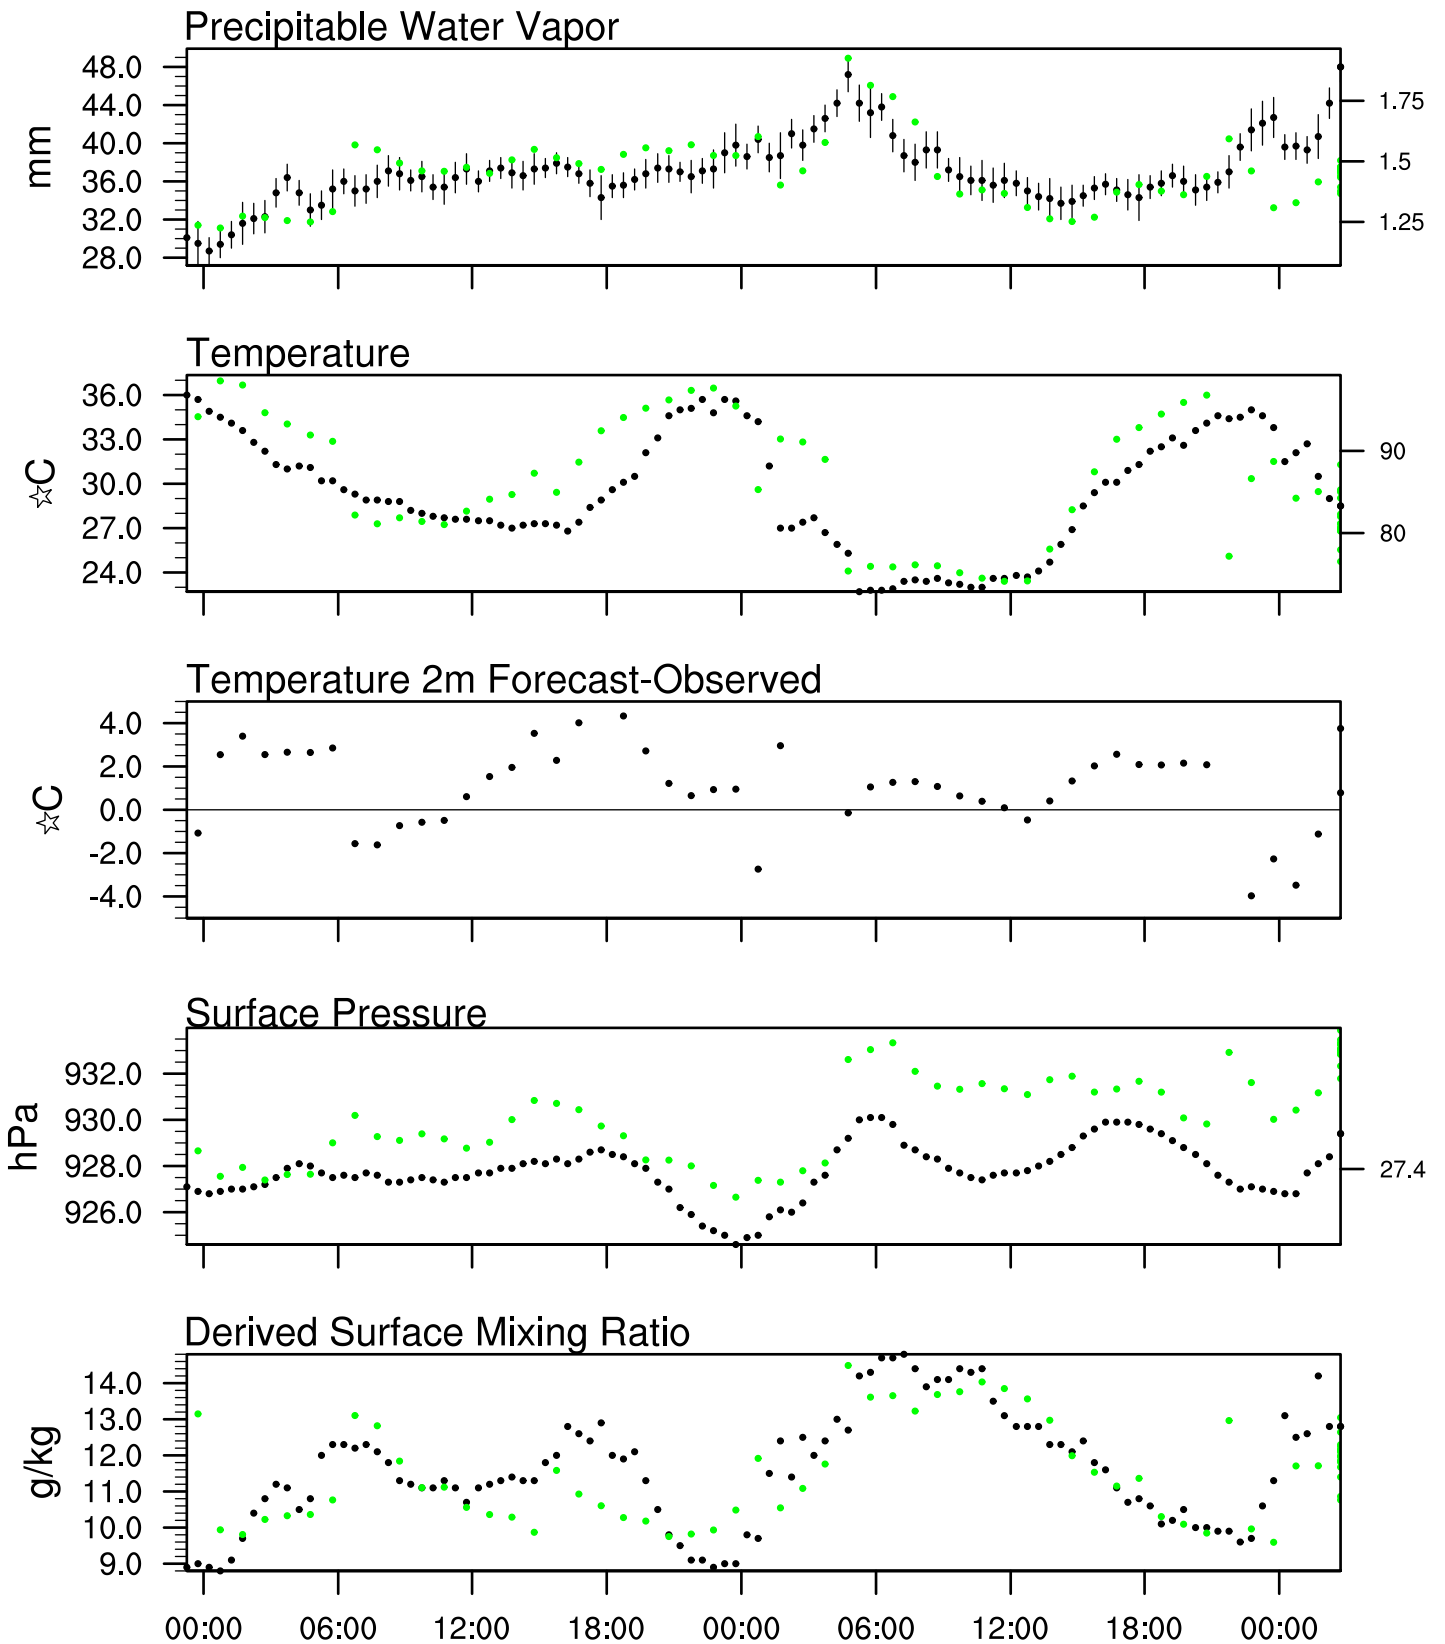 Precipitable Water Vapor
48.0
44.0
40.0
36.0
32.0
28.0
mm
1.75
1.5
1.25
Temperature
36.0
33.0
30.0
27.0
24.0
☆C
90
80
Temperature 2m Forecast-Observed
4.0
2.0
0.0
-2.0
-4.0
☆C
Surface Pressure
932.0
930.0
928.0
926.0
hPa
27.4
Derived Surface Mixing Ratio
14.0
13.0
12.0
11.0
10.0
9.0
g/kg
00:00 06:00 12:00 18:00 00:00 06:00 12:00 18:00 00:00